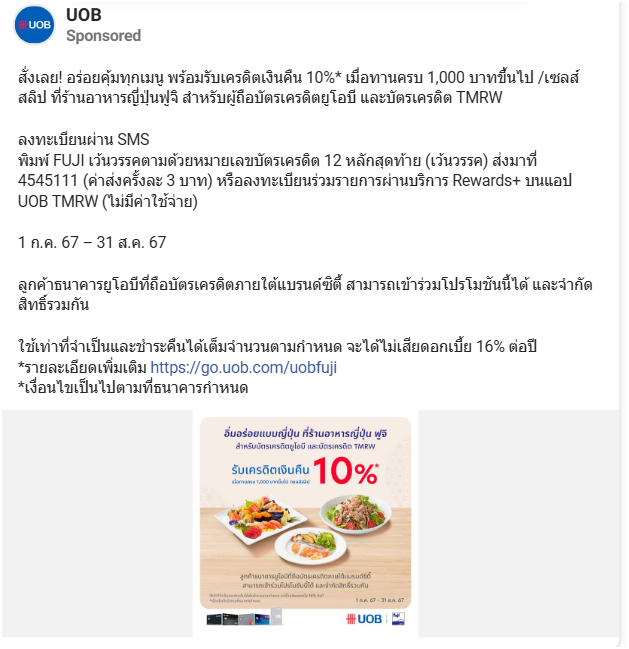 UOB
UOB
Sponsored
สั่งเลย! อร่อยคุ้มทุกเมนู พร้อมรับเครดิตเงินคืน 10%* เมื่อทานครบ 1,000 บาทขึ้นไป /เซลส์
สลิป ที่ร้านอาหารญี่ปุ่นฟูจิ สำหรับผู้ถือบัตรเครดิตยูโอบี และบัตรเครดิต TMRW
ลงทะเบียนผ่าน SMS
พิมพ์ FUJI เว้นวรรคตามด้วยหมายเลขบัตรเครดิต 12 หลักสุดท้าย (เว้นวรรค) ส่งมาที่
4545111 (ค่าส่งครั้งละ 3 บาท) หรือลงทะเบียนร่วมรายการผ่านบริการ Rewards+ บนแอป
UOB TMRW (ไม่มีค่าใช้จ่าย)
1 ก.ค. 67 – 31 ส.ค. 67
ลูกค้าธนาคารยูโอบีที่ถือบัตรเครดิตภายใต้แบรนด์ซิตี้ สามารถเข้าร่วมโปรโมชันนี้ได้ และจำกัด
สิทธิ์รวมกัน
ใช้เท่าที่จำเป็นและชำระคืนได้เต็มจำนวนตามกำหนด จะได้ไม่เสียดอกเบี้ย 16% ต่อปี
*รายละเอียดเพิ่มเติม https://go.uob.com/uobfuji
*เงื่อนไขเป็นไปตามที่ธนาคารกำหนด
อิ่มอร่อยแบบญี่ปุ่น ที่ร้านอาหารญี่ปุ่น ฟูจิ
สำหรับบัตรเครดิตยูโอบี และบัตรเครดิต TMRW
รับเครดิตเงินคืน 10%*
เมื่อทานครบ 1,000 บาทขึ้นไป /เซลส์สลิป
ลูกค้าธนาคารยูโอบีที่ถือบัตรเครดิตภายใต้แบรนด์ซิตี้
สามารถเข้าร่วมโปรโมชันนี้ได้ และจำกัดสิทธิ์รวมกัน
1 ก.ค. 67 - 31 ส.ค. 67
UOB